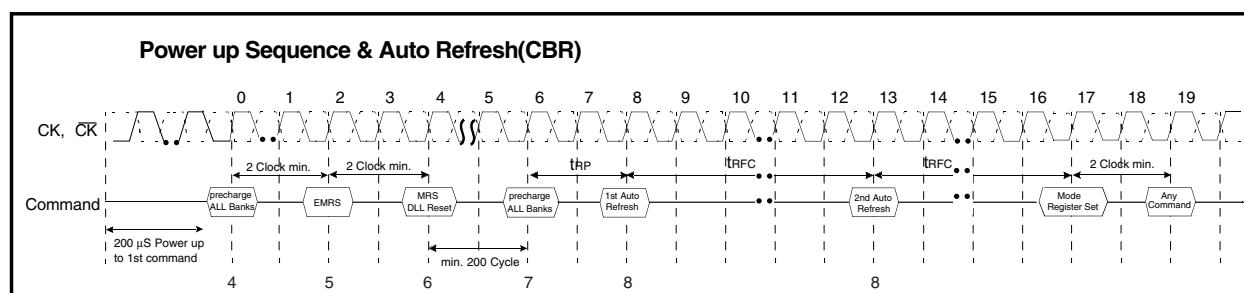 Power up Sequence & Auto Refresh(CBR)
0 1 2 3 4 5 6 7 8 9 10 11 12 13 14 15 16 17 18 19
CK, CK
2 Clock min. 2 Clock min. tRP tRFC tRFC 2 Clock min.
Command
precharge
ALL Banks
EMRS
MRS
DLL Reset
precharge
ALL Banks
1st Auto
Refresh
2nd Auto
Refresh
Mode
Register Set
Any
Command
200 µS Power up
to 1st command
min. 200 Cycle
4 5 6 7 8 8